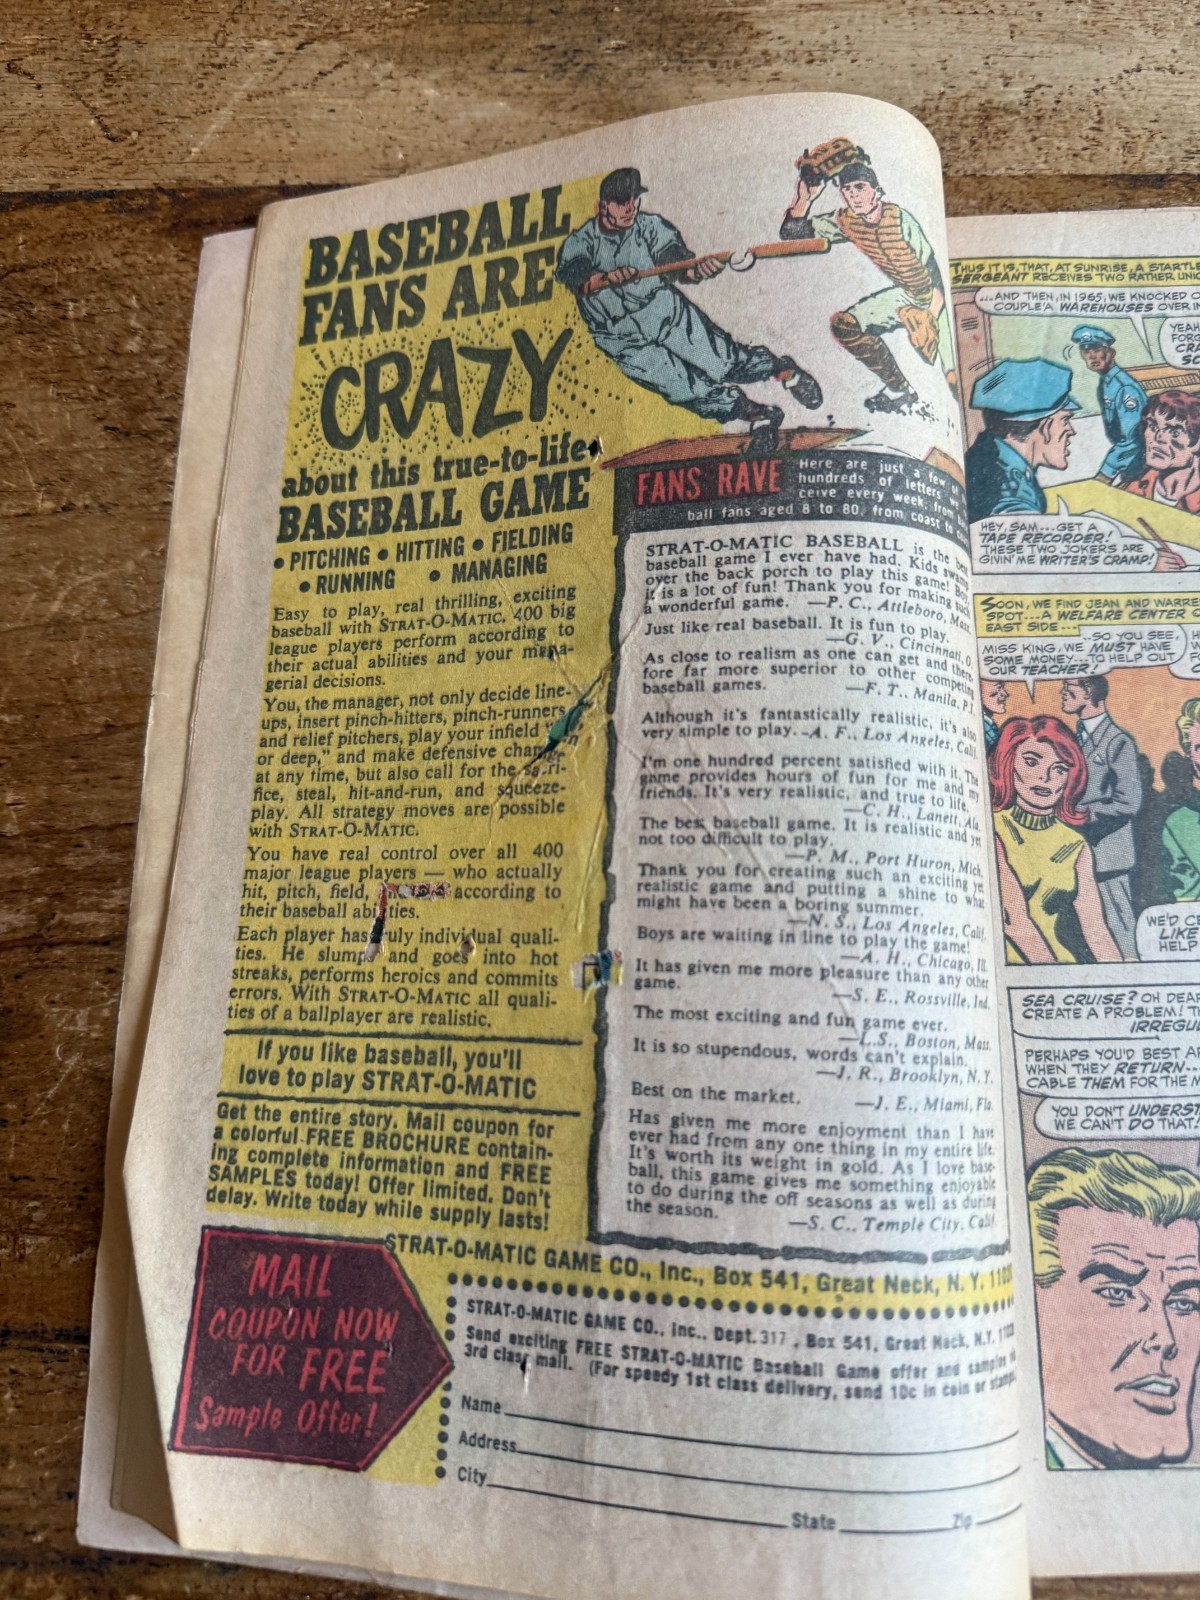 BASEBALL
FANS ARE
CRAZY
about this true-to-life
BASEBALL GAME
• PITCHING • HITTING • FIELDING
• RUNNING • MANAGING
Easy to play, real thrilling, exciting
baseball with STRAT-O-MATIC. 400 big
league players perform according to
their actual abilities and your mana-
gerial decisions.
You, the manager, not only decide line-
ups, insert pinch-hitters, pinch-runners
and relief pitchers, play your infield
or deep," and make defensive change
at any time, but also call for the sacri-
fice, steal, hit-and-run, and squeeze-
play. All strategy moves are possible
with STRAT-O-MATIC.
You have real control over all 400
major league players — who actually
hit, pitch, field, according to
their baseball abilities.
Each player has truly individual quali-
ties. He slumps and goes into hot
streaks, performs heroics and commits
errors. With STRAT-O-MATIC all quali-
ties of a ballplayer are realistic.
If you like baseball, you'll
love to play STRAT-O-MATIC
Get the entire story. Mail coupon for
a colorful FREE BROCHURE contain-
ing complete information and FREE
SAMPLES today! Offer limited. Don't
delay. Write today while supply lasts!
FANS RAVE
Here are just a few of
hundreds of letters we
ceive every week, from
ball fans aged 8 to 80, from coast to
STRAT-O-MATIC BASEBALL is the best
baseball game I ever have had. Kids swarm
over the back porch to play this game! Boy
it is a lot of fun! Thank you for making such
a wonderful game. —P. C., Attleboro, Mass.
Just like real baseball. It is fun to play.
—G. V., Cincinnati, O.
As close to realism as one can get and there-
fore far more superior to other competing
baseball games. —F. T., Manila, P.I.
Although it's fantastically realistic, it's also
very simple to play. -A. F., Los Angeles, Calif.
I'm one hundred percent satisfied with it. The
game provides hours of fun for me and my
friends. It's very realistic, and true to life.
—C. H., Lanett, Ala.
The best baseball game. It is realistic and yet
not too difficult to play.
—P. M., Port Huron, Mich.
Thank you for creating such an exciting yet
realistic game and putting a shine to what
might have been a boring summer.
—N. S., Los Angeles, Calif.
Boys are waiting in line to play the game!
—A. H., Chicago, Ill.
It has given me more pleasure than any other
game.
—S. E., Rossville, Ind.
The most exciting and fun game ever.
—L.S., Boston, Mass.
It is so stupendous, words can't explain.
—J. R., Brooklyn, N. Y.
Best on the market. —J. E., Miami, Fla.
Has given me more enjoyment than I have
ever had from any one thing in my entire life.
It's worth its weight in gold. As I love base-
ball, this game gives me something enjoyable
to do during the off seasons as well as during
the season.
—S. C., Temple City, Calif.
STRAT-O-MATIC GAME CO., Inc., Box 541, Great Neck, N. Y.
MAIL
COUPON NOW
FOR FREE
Sample Offer!
STRAT-O-MATIC GAME CO., Inc., Dept. 317, Box 541, Great Neck, N.Y.
Send exciting FREE STRAT-O-MATIC Baseball Game offer and samples
3rd class mail. (For speedy 1st class delivery, send 10c in coin or stamps
Name
Address
City
State Zip
THUS IT IS, THAT, AT SUNRISE, A
SERGEANT RECEIVES TWO RATHER
...AND THEN, IN 1965, WE KNOCKED
COUPLE'A WAREHOUSES OVER IN
YEAH
HEY, SAM...GET A
TAPE RECORDER!
THESE TWO JOKERS ARE
GIVIN' ME WRITER'S CRAMP!
SOON, WE FIND JEAN AND
SPOT...A WELFARE CENTER
EAST SIDE...
...SO YOU SEE,
MISS KING, WE MUST HAVE
SOME MONEY...TO HELP OUT
OUR TEACHER!
WE'D
LIKE
HELP
SEA CRUISE? OH DEAR
CREATE A PROBLEM!
PERHAPS YOU'D BEST
WHEN THEY RETURN...
CABLE THEM FOR THE
YOU DON'T
WE CAN'T DO THAT!